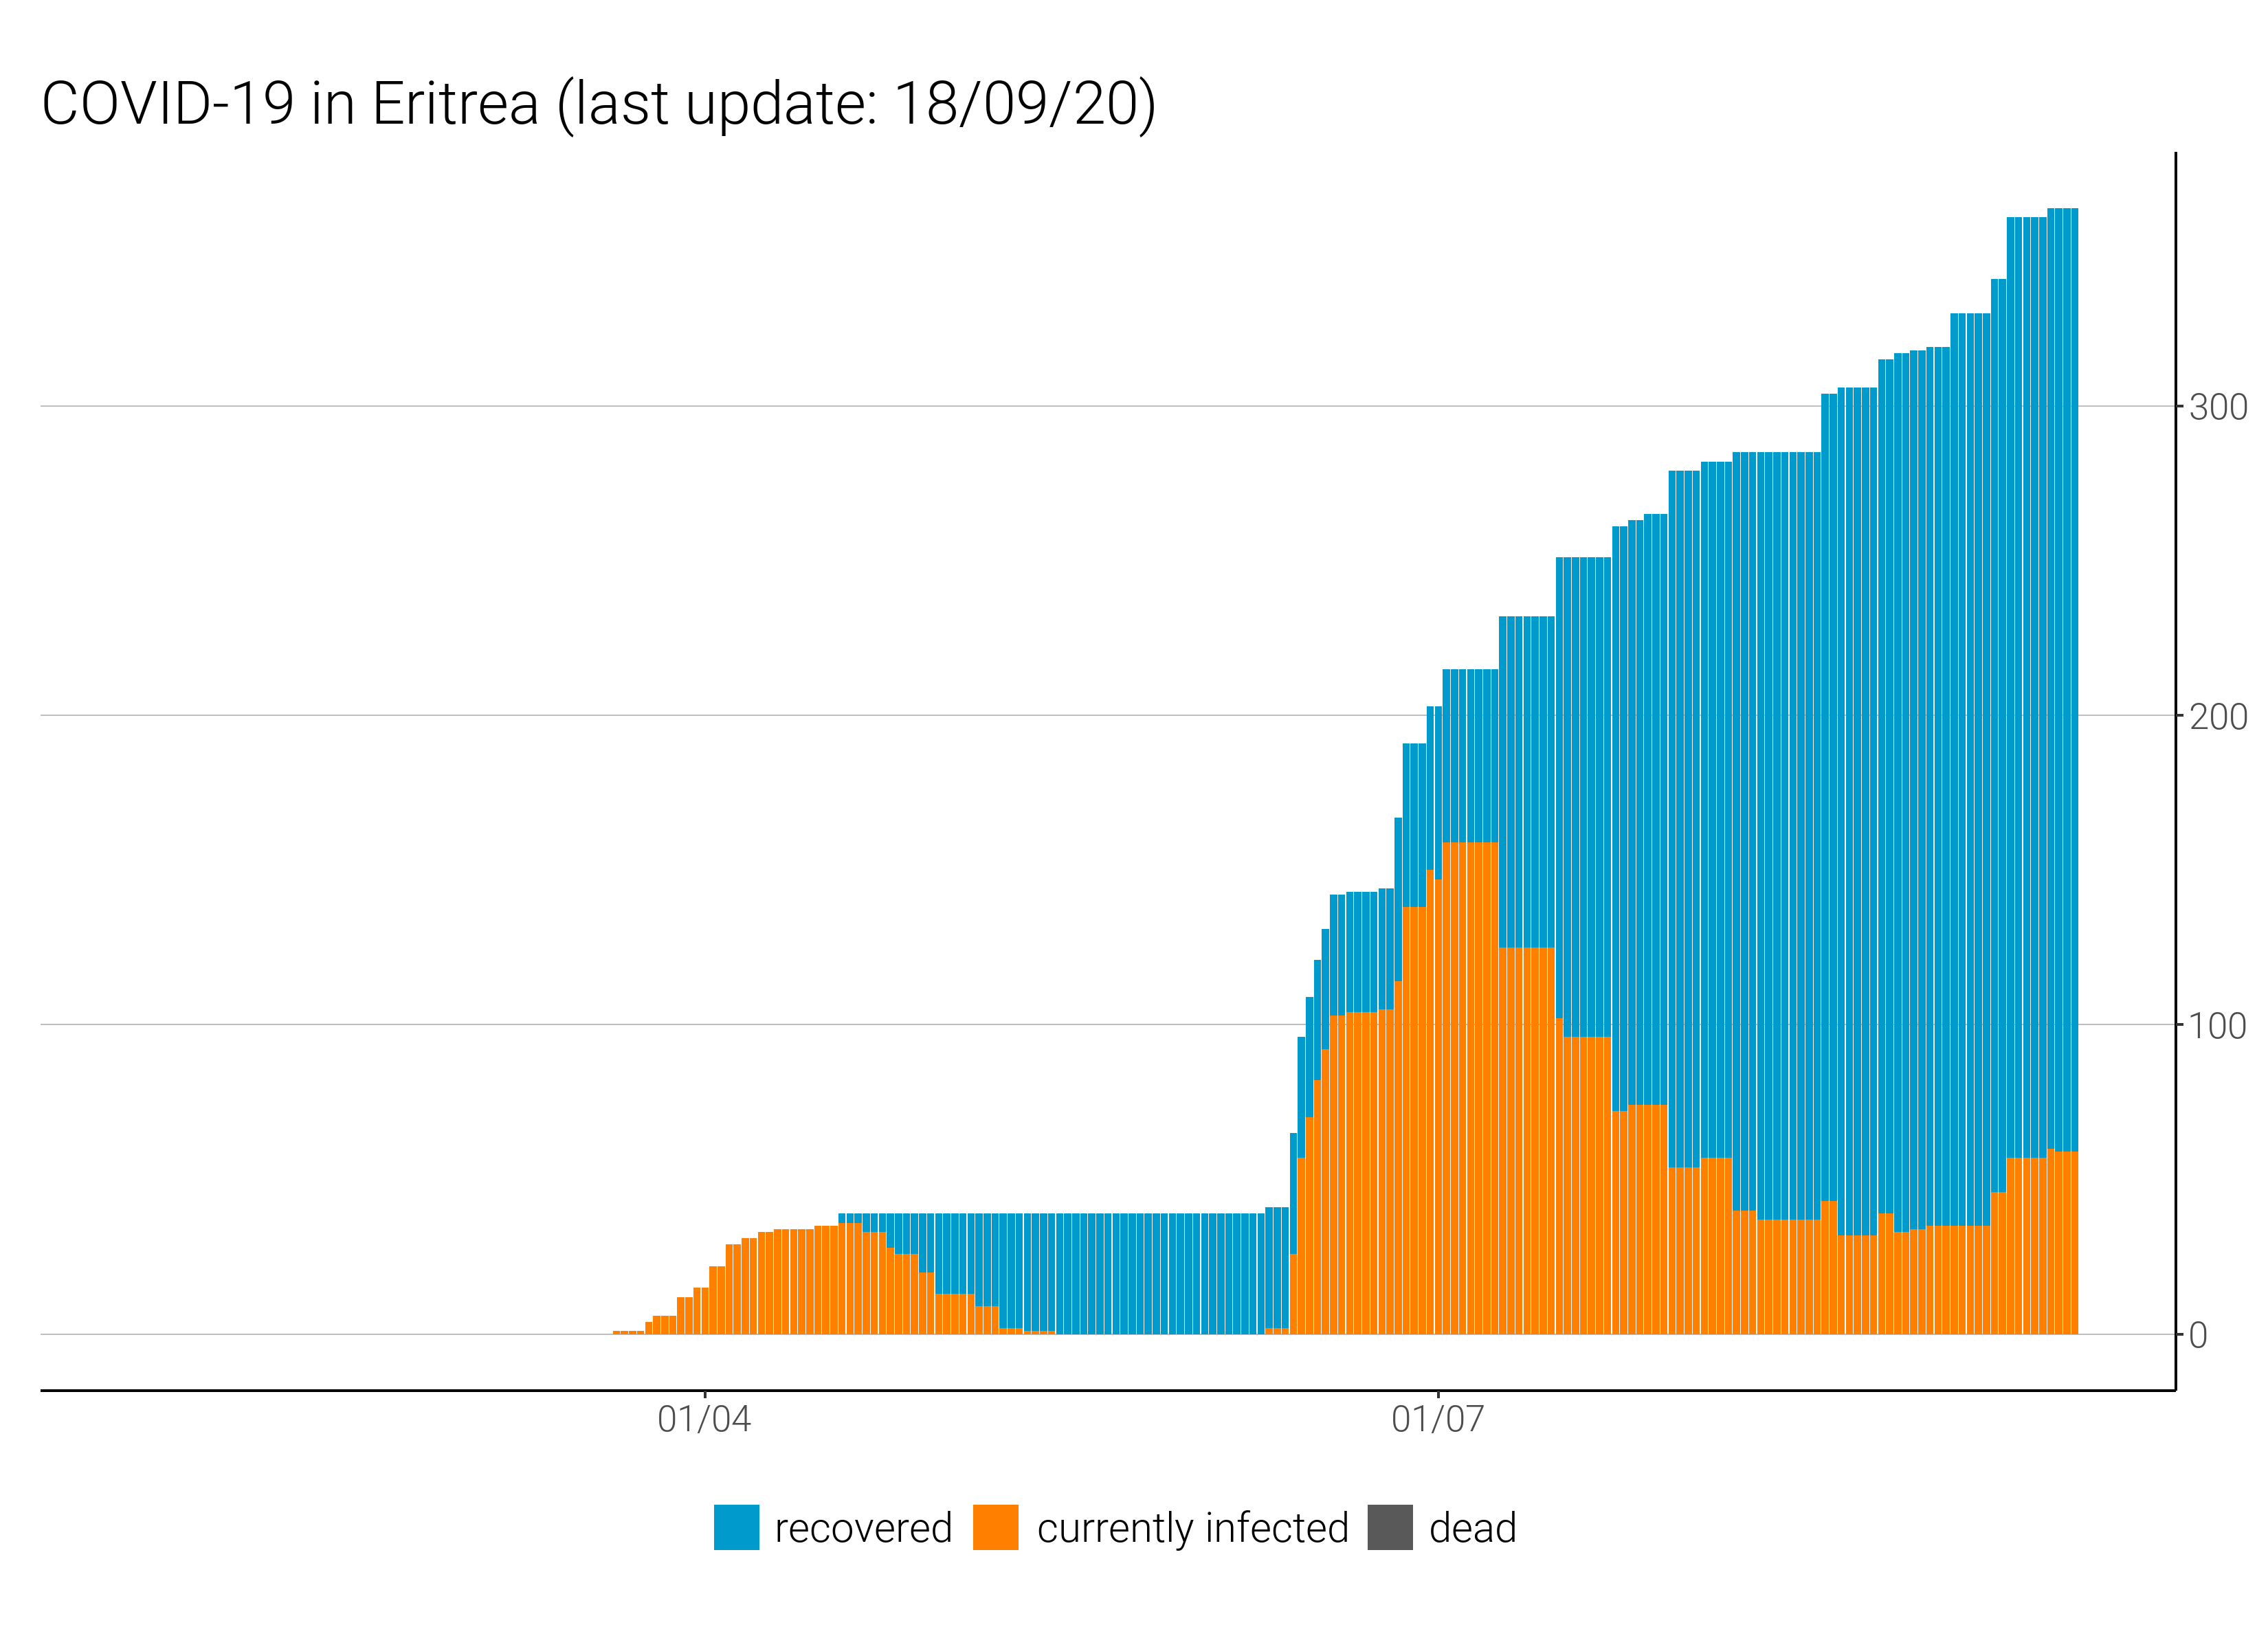 COVID-19 in Eritrea (last update: 18/09/20)
300
200
100
0
01/04 01/07
recovered currently infected dead